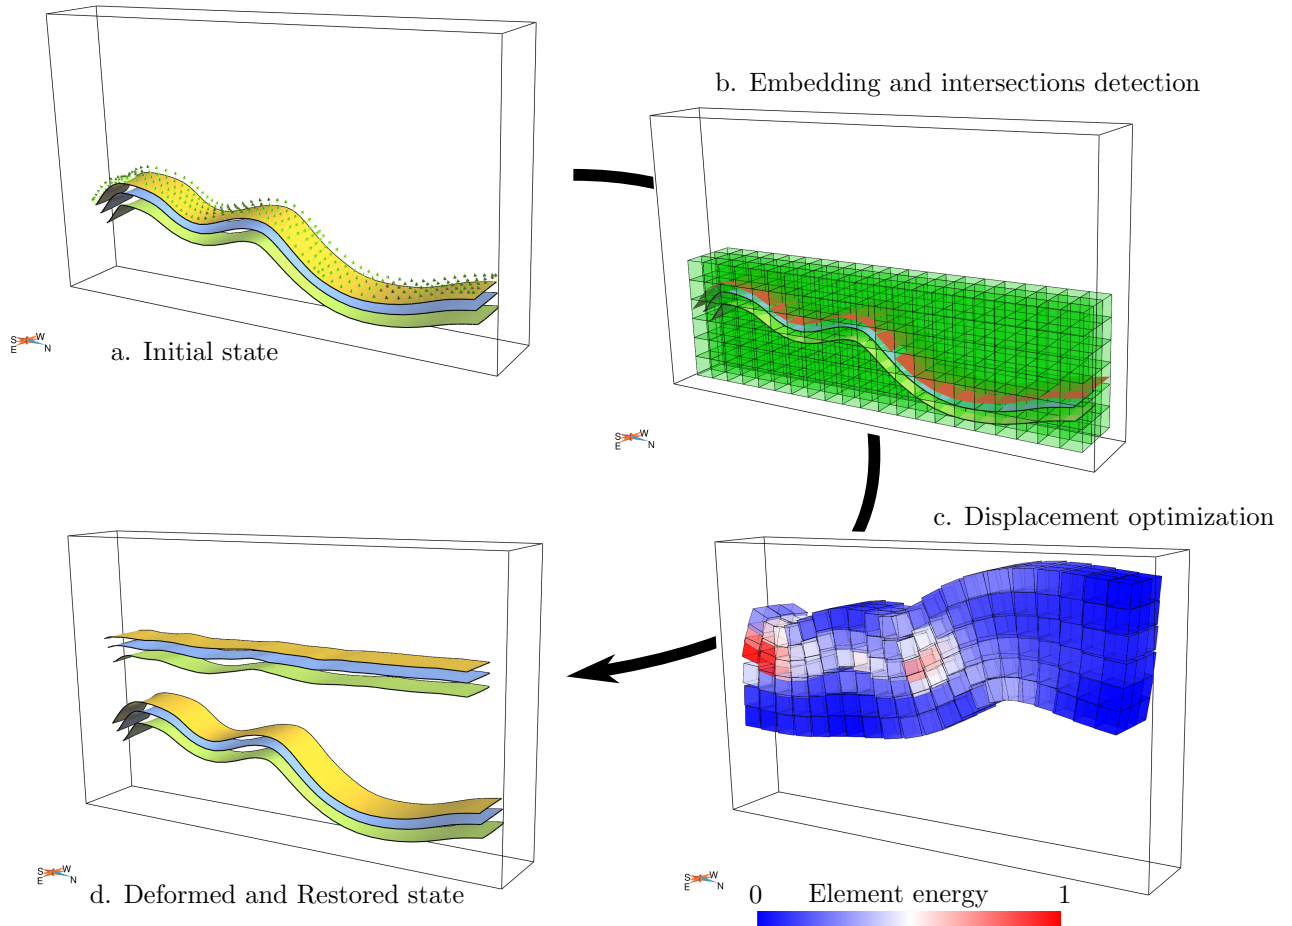 b. Embedding and intersections detection
S W
E N
a. Initial state
S W
E N
c. Displacement optimization
S W
E N
d. Deformed and Restored state
S W
E N
0 Element energy 1